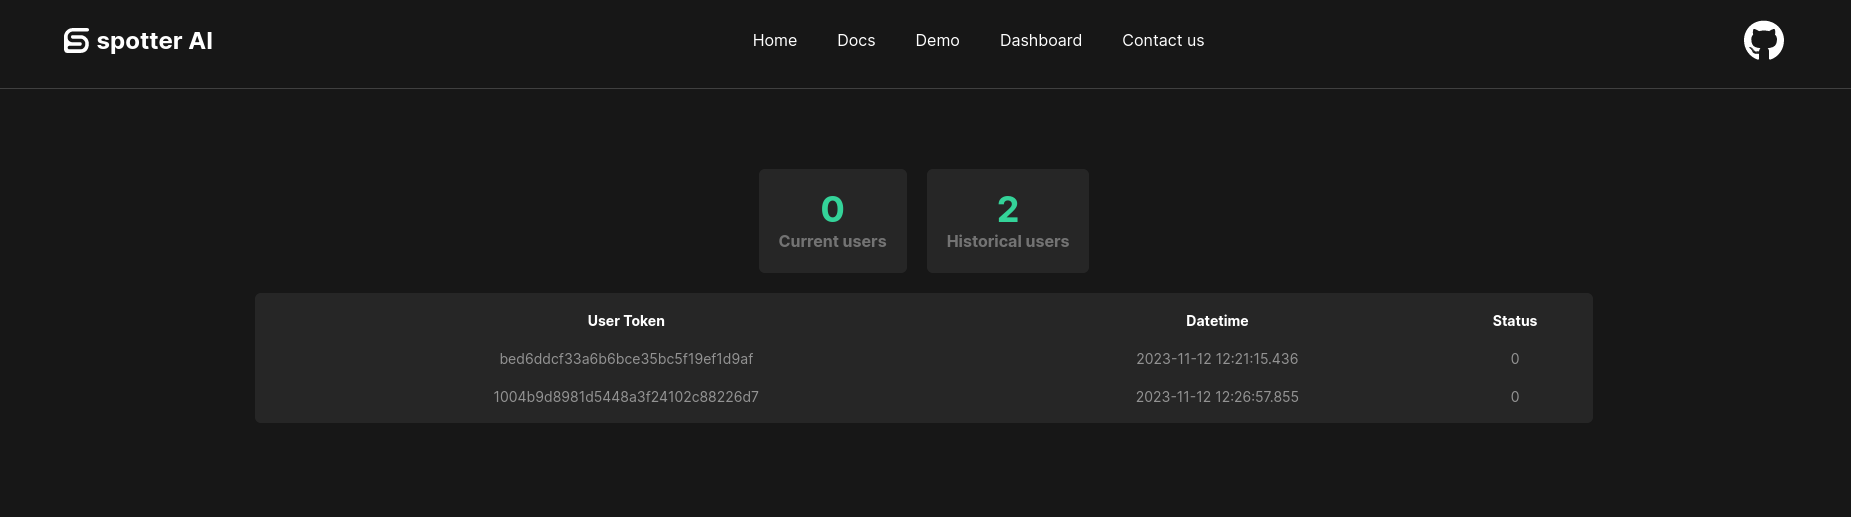 spotter AI
Home Docs Demo Dashboard Contact us
0 2
Current users Historical users
User Token Datetime Status
bed6ddcf33a6b6bce35bc5f19ef1d9af 2023-11-12 12:21:15.436 0
1004b9d8981d5448a3f24102c88226d7 2023-11-12 12:26:57.855 0